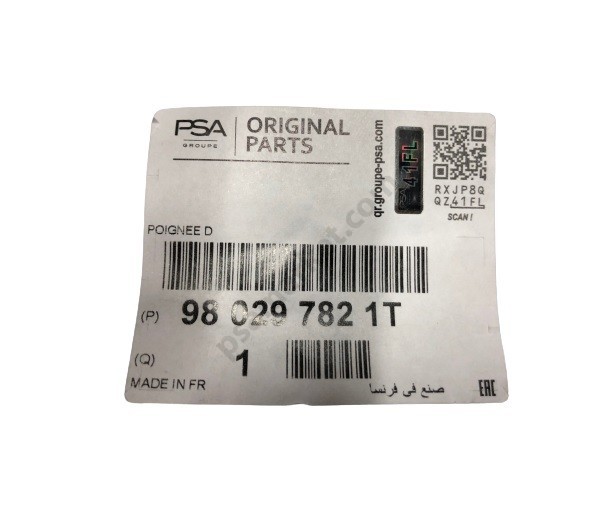 PSA
GROUPE
ORIGINAL
PARTS
qr.groupe-psa.com
41FL
RXJP8Q
QZ41FL
SCAN !
POIGNEE D
(P) 98 029 782 1T
(Q) 1
MADE IN FR
صنع في فرنسا
EAC